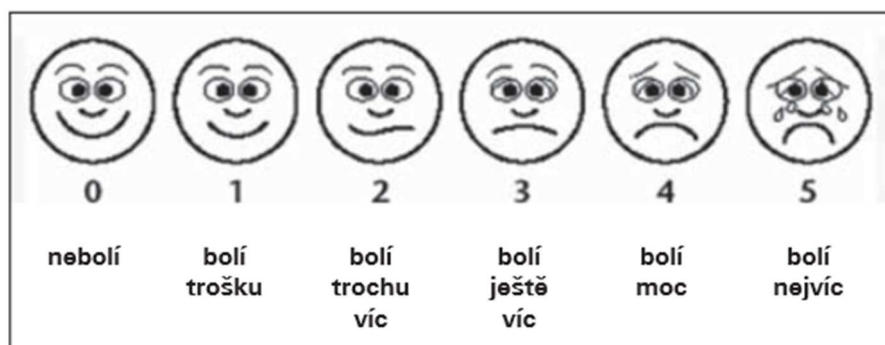 0 1 2 3 4 5
nebolí bolí bolí bolí bolí bolí
trošku trochu ještě moc nejvíc
víc víc